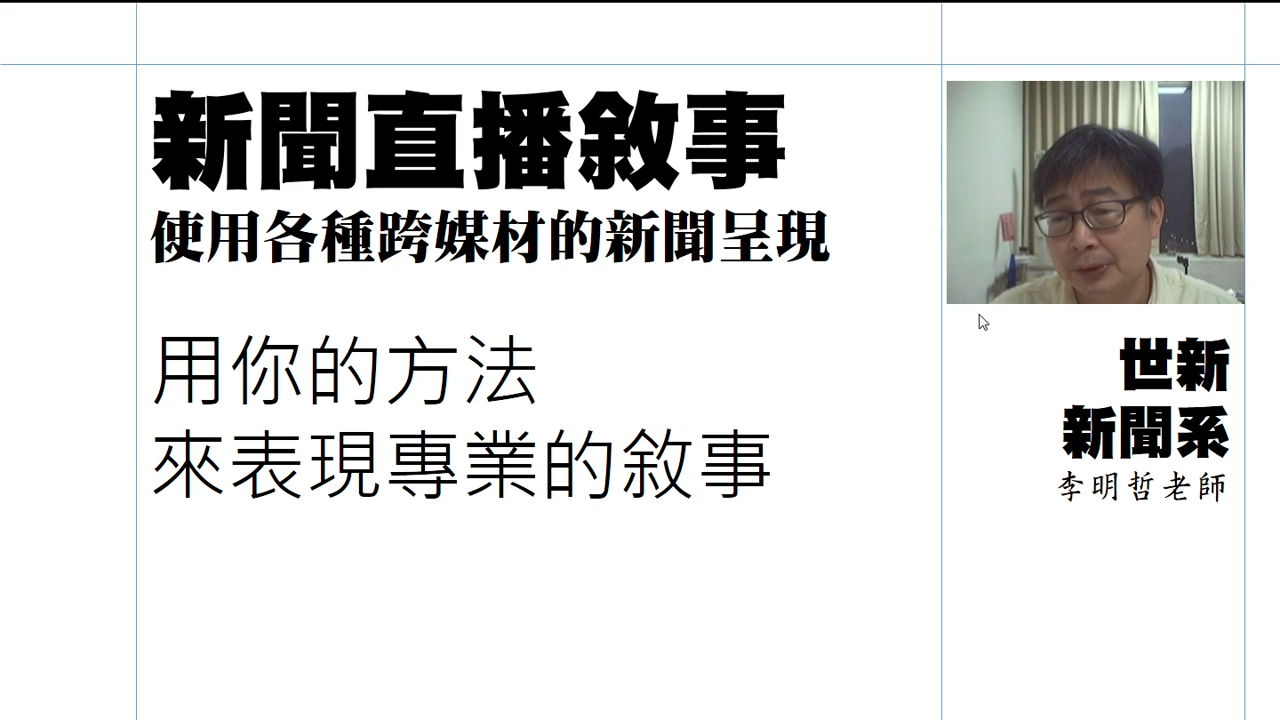 新聞直播敘事
使用各種跨媒材的新聞呈現
用你的方法
來表現專業的敘事
世新
新聞系
李明哲老師